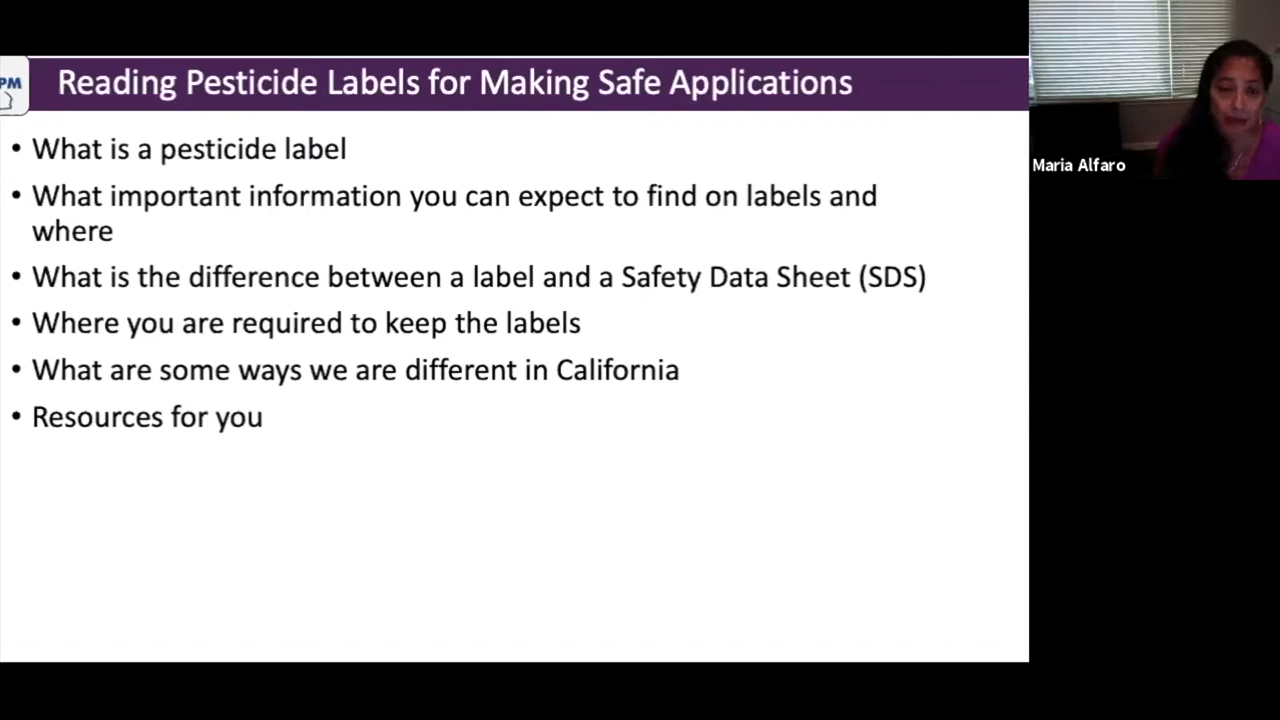 PM
Reading Pesticide Labels for Making Safe Applications
• What is a pesticide label
• What important information you can expect to find on labels and
where
• What is the difference between a label and a Safety Data Sheet (SDS)
• Where you are required to keep the labels
• What are some ways we are different in California
• Resources for you
Maria Alfaro